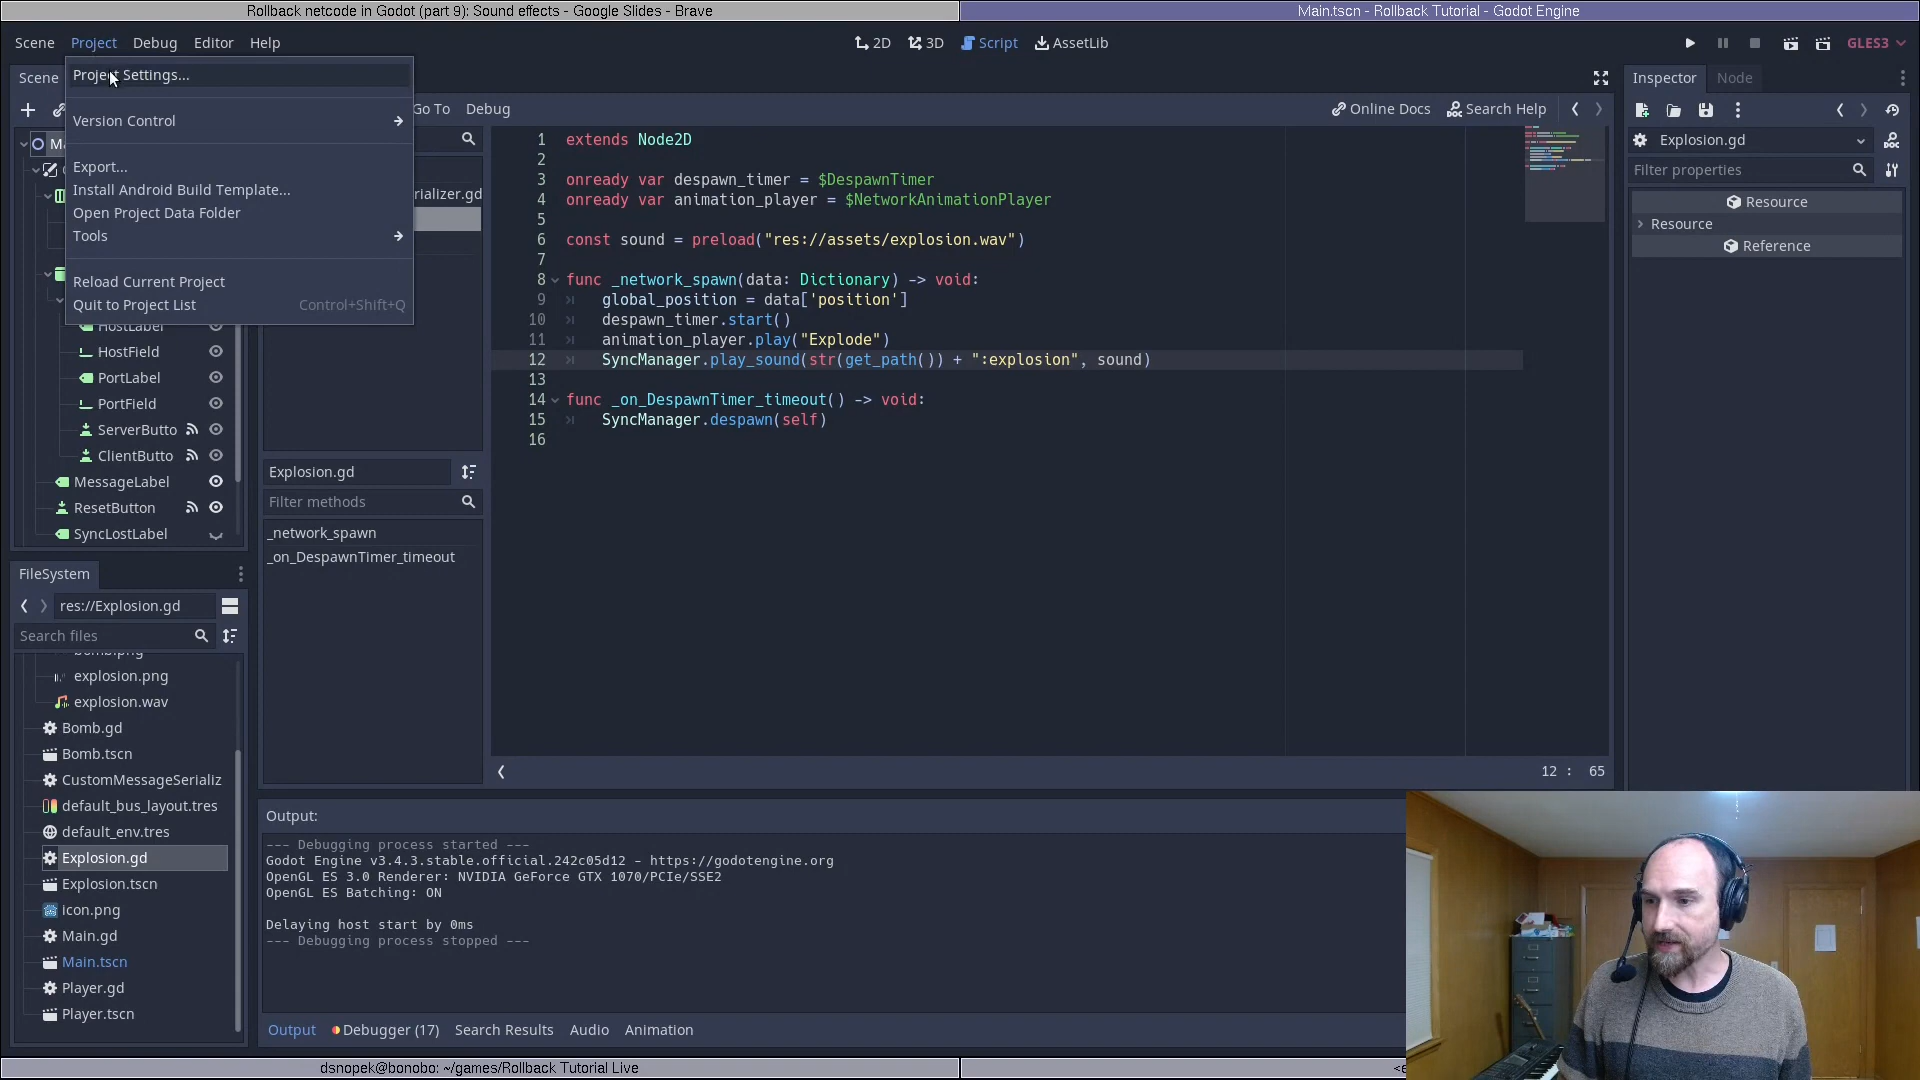 Rollback netcode in Godot (part 9): Sound effects - Google Slides - Brave
Main.tscn - Rollback Tutorial - Godot Engine
Scene Project Debug Editor Help
2D 3D Script AssetLib
GLES3
Scene
Project Settings...
Version Control
Export...
Install Android Build Template...
Open Project Data Folder
Tools
Reload Current Project
Quit to Project List Control+Shift+Q
HostLabel
HostField
PortLabel
PortField
ServerButto
ClientButto
MessageLabel
ResetButton
SyncLostLabel
FileSystem
res://Explosion.gd
Search files
bomb.png
explosion.png
explosion.wav
Bomb.gd
Bomb.tscn
CustomMessageSerializ
default_bus_layout.tres
default_env.tres
Explosion.gd
Explosion.tscn
icon.png
Main.gd
Main.tscn
Player.gd
Player.tscn
Go To Debug
Online Docs Search Help
rializer.gd
Explosion.gd
Filter methods
_network_spawn
_on_DespawnTimer_timeout
1 extends Node2D
2
3 onready var despawn_timer = $DespawnTimer
4 onready var animation_player = $NetworkAnimationPlayer
5
6 const sound = preload("res://assets/explosion.wav")
7
8 func _network_spawn(data: Dictionary) -> void:
9 global_position = data['position']
10 despawn_timer.start()
11 animation_player.play("Explode")
12 SyncManager.play_sound(str(get_path()) + ":explosion", sound)
13
14 func _on_DespawnTimer_timeout() -> void:
15 SyncManager.despawn(self)
16
12 : 65
Output:
--- Debugging process started ---
Godot Engine v3.4.3.stable.official.242c05d12 - https://godotengine.org
OpenGL ES 3.0 Renderer: NVIDIA GeForce GTX 1070/PCIe/SSE2
OpenGL ES Batching: ON
Delaying host start by 0ms
--- Debugging process stopped ---
Output Debugger (17) Search Results Audio Animation
Inspector Node
Explosion.gd
Filter properties
Resource
Resource
Reference
dsnopek@bonobo: ~/games/Rollback Tutorial Live